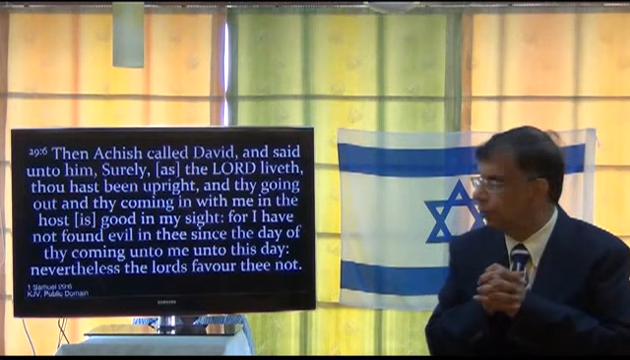 29:6 Then Achish called David, and said
unto him, Surely, [as] the LORD liveth,
thou hast been upright, and thy going
out and thy coming in with me in the
host [is] good in my sight: for I have
not found evil in thee since the day of
thy coming unto me unto this day:
nevertheless the lords favour thee not.
1 Samuel 29:6
KJV, Public Domain
SAMSUNG